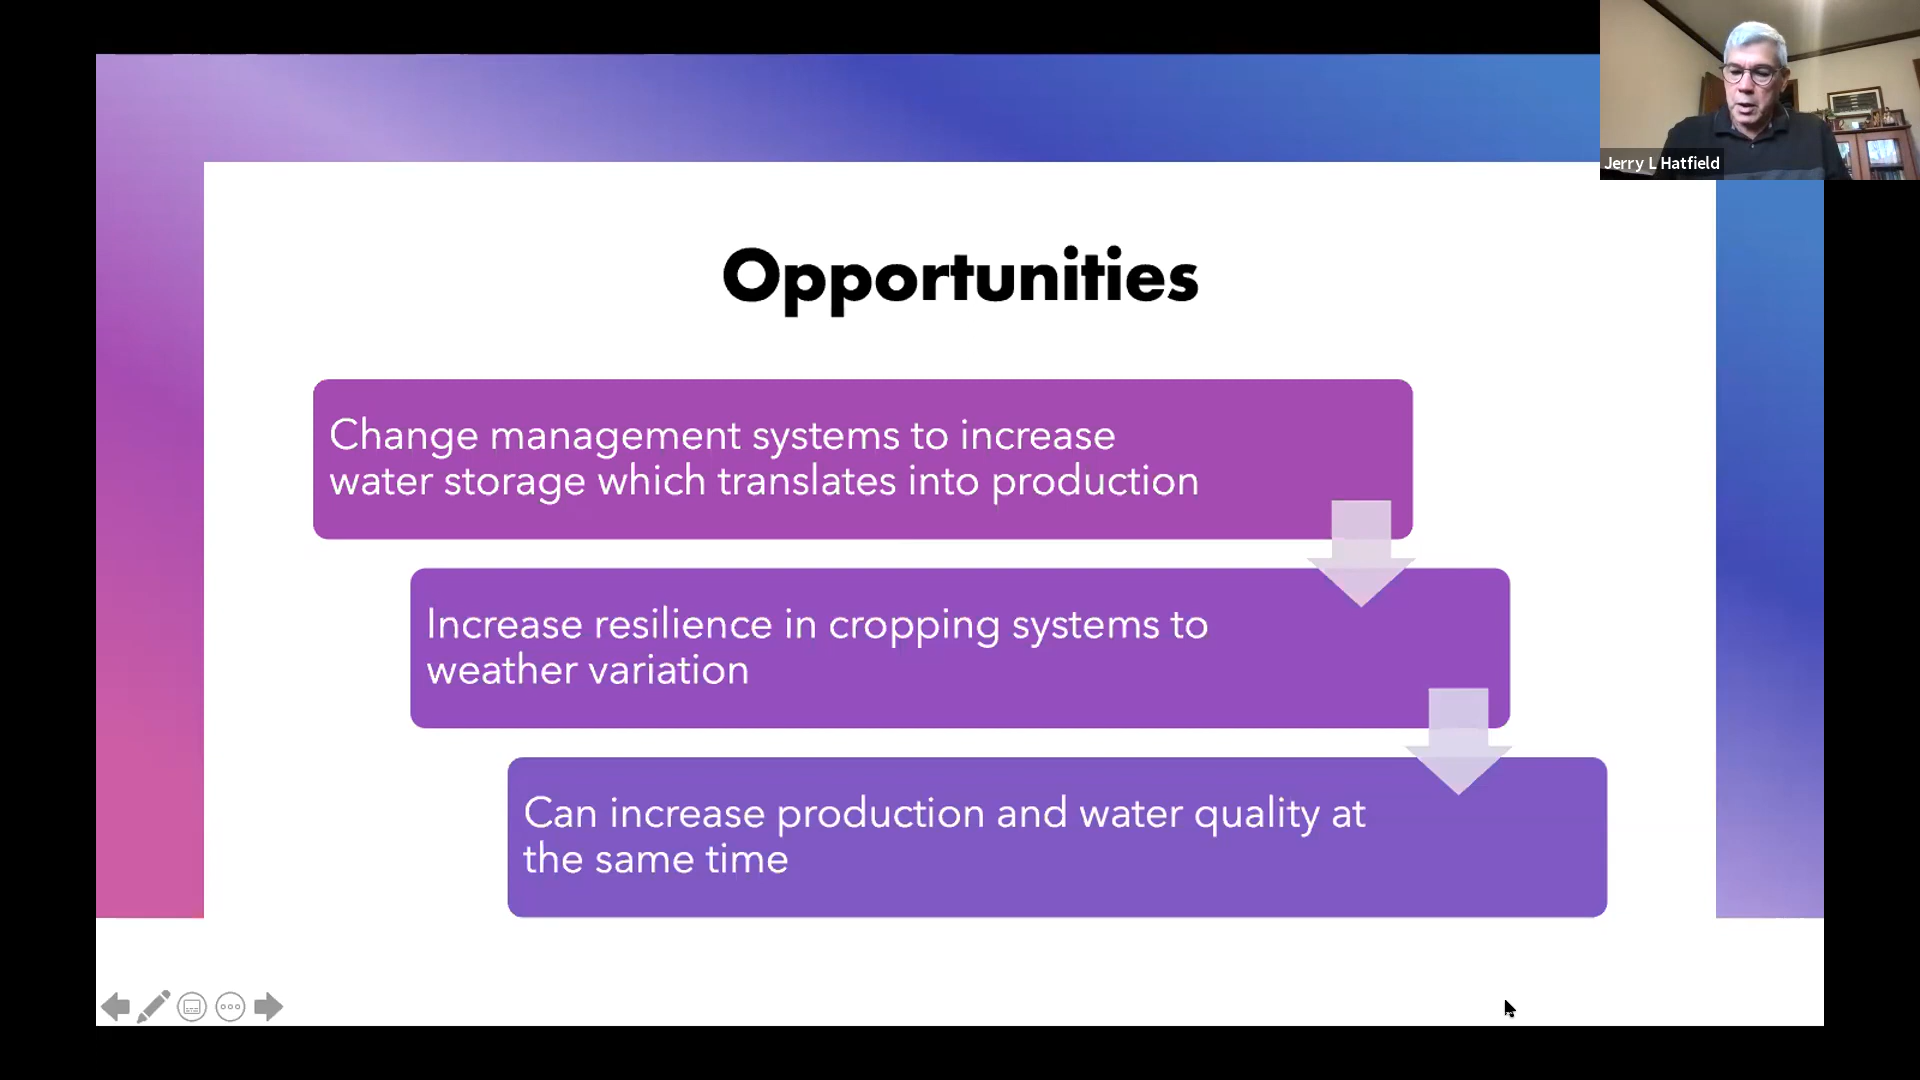 Jerry L Hatfield
Opportunities
Change management systems to increase
water storage which translates into production
Increase resilience in cropping systems to
weather variation
Can increase production and water quality at
the same time